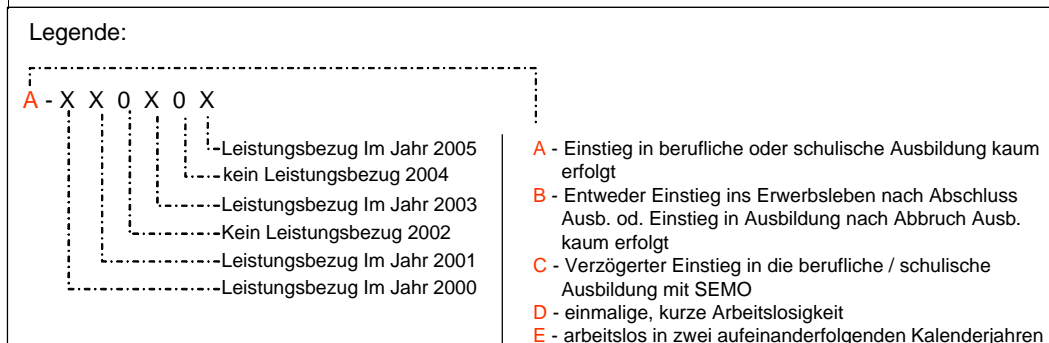 Legende:
A - X X 0 X 0 X
Leistungsbezug Im Jahr 2005
kein Leistungsbezug 2004
Leistungsbezug Im Jahr 2003
Kein Leistungsbezug 2002
Leistungsbezug Im Jahr 2001
Leistungsbezug Im Jahr 2000
A - Einstieg in berufliche oder schulische Ausbildung kaum
erfolgt
B - Entweder Einstieg ins Erwerbsleben nach Abschluss
Ausb. od. Einstieg in Ausbildung nach Abbruch Ausb.
kaum erfolgt
C - Verzögerter Einstieg in die berufliche / schulische
Ausbildung mit SEMO
D - einmalige, kurze Arbeitslosigkeit
E - arbeitslos in zwei aufeinanderfolgenden Kalenderjahren